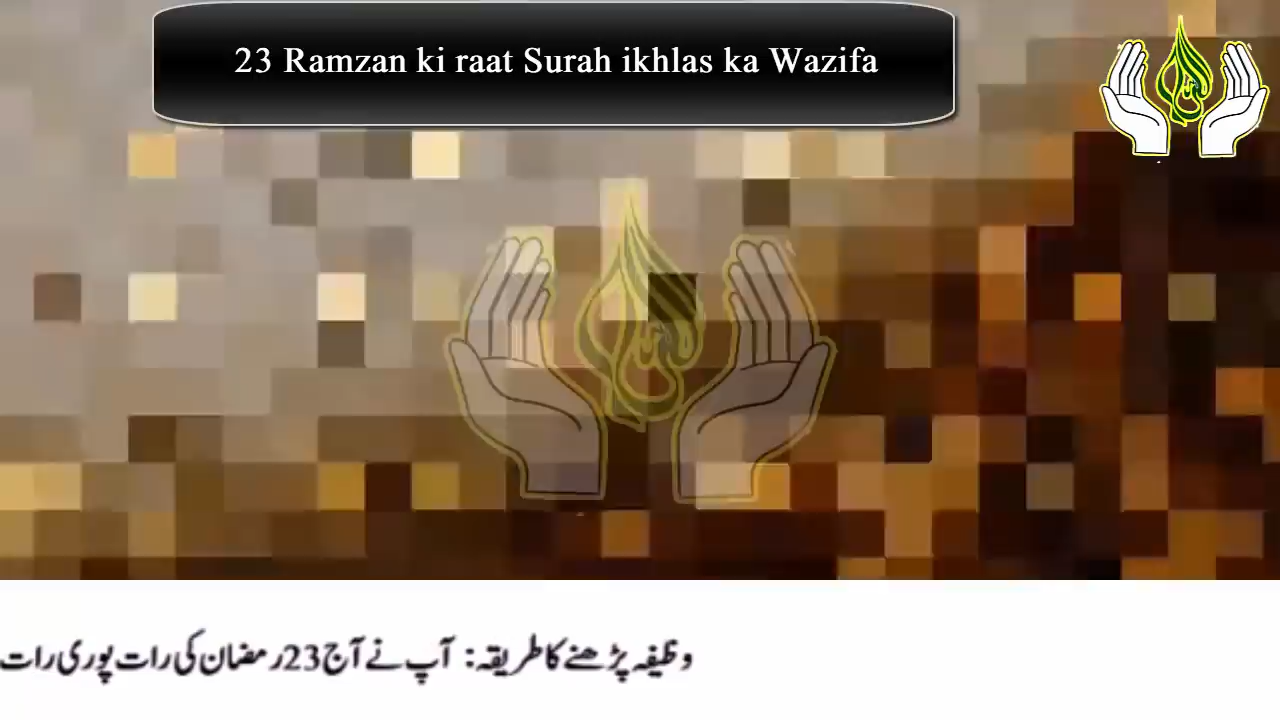 23 Ramzan ki raat Surah ikhlas ka Wazifa
وظیفہ پڑھنے کا طریقہ: آپ نے آج 23 رمضان کی رات پوری رات